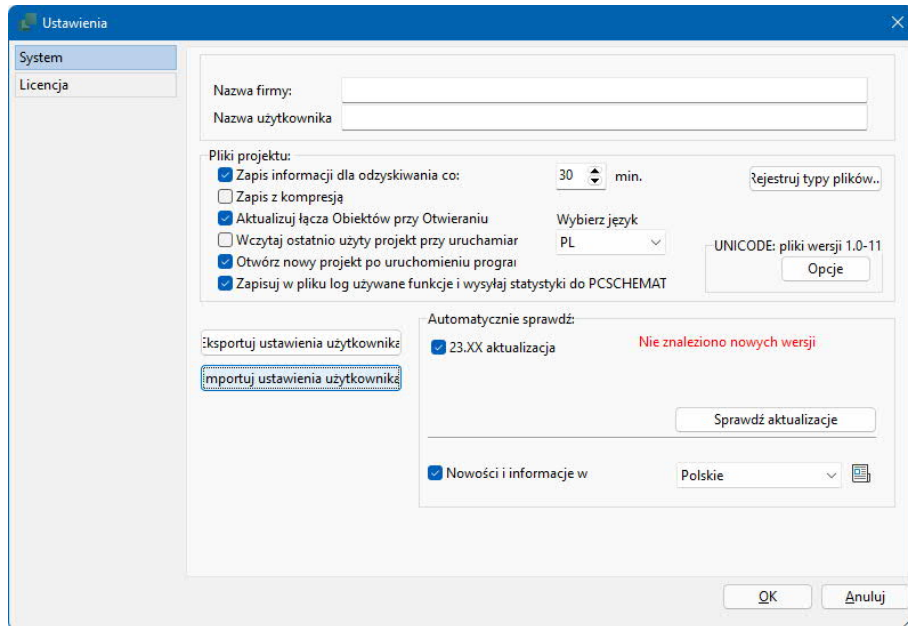 Ustawienia
System
Licencja
Nazwa firmy:
Nazwa użytkownika
Pliki projektu:
Zapis informacji dla odzyskiwania co:
30
min.
Rejestruj typy plików..
Zapis z kompresją
Aktualizuj łącza Obiektów przy Otwieraniu
Wybierz język
Wczytaj ostatnio użyty projekt przy uruchamiar
PL
UNICODE: pliki wersji 1.0-11
Otwórz nowy projekt po uruchomieniu prograr
Opcje
Zapisuj w pliku log używane funkcje i wysyłaj statystyki do PCSCHEMAT
Eksportuj ustawienia użytkownika
Importuj ustawienia użytkownika
Automatycznie sprawdź:
23.XX aktualizacja
Nie znaleziono nowych wersji
Sprawdź aktualizacje
Nowości i informacje w
Polskie
OK
Anuluj